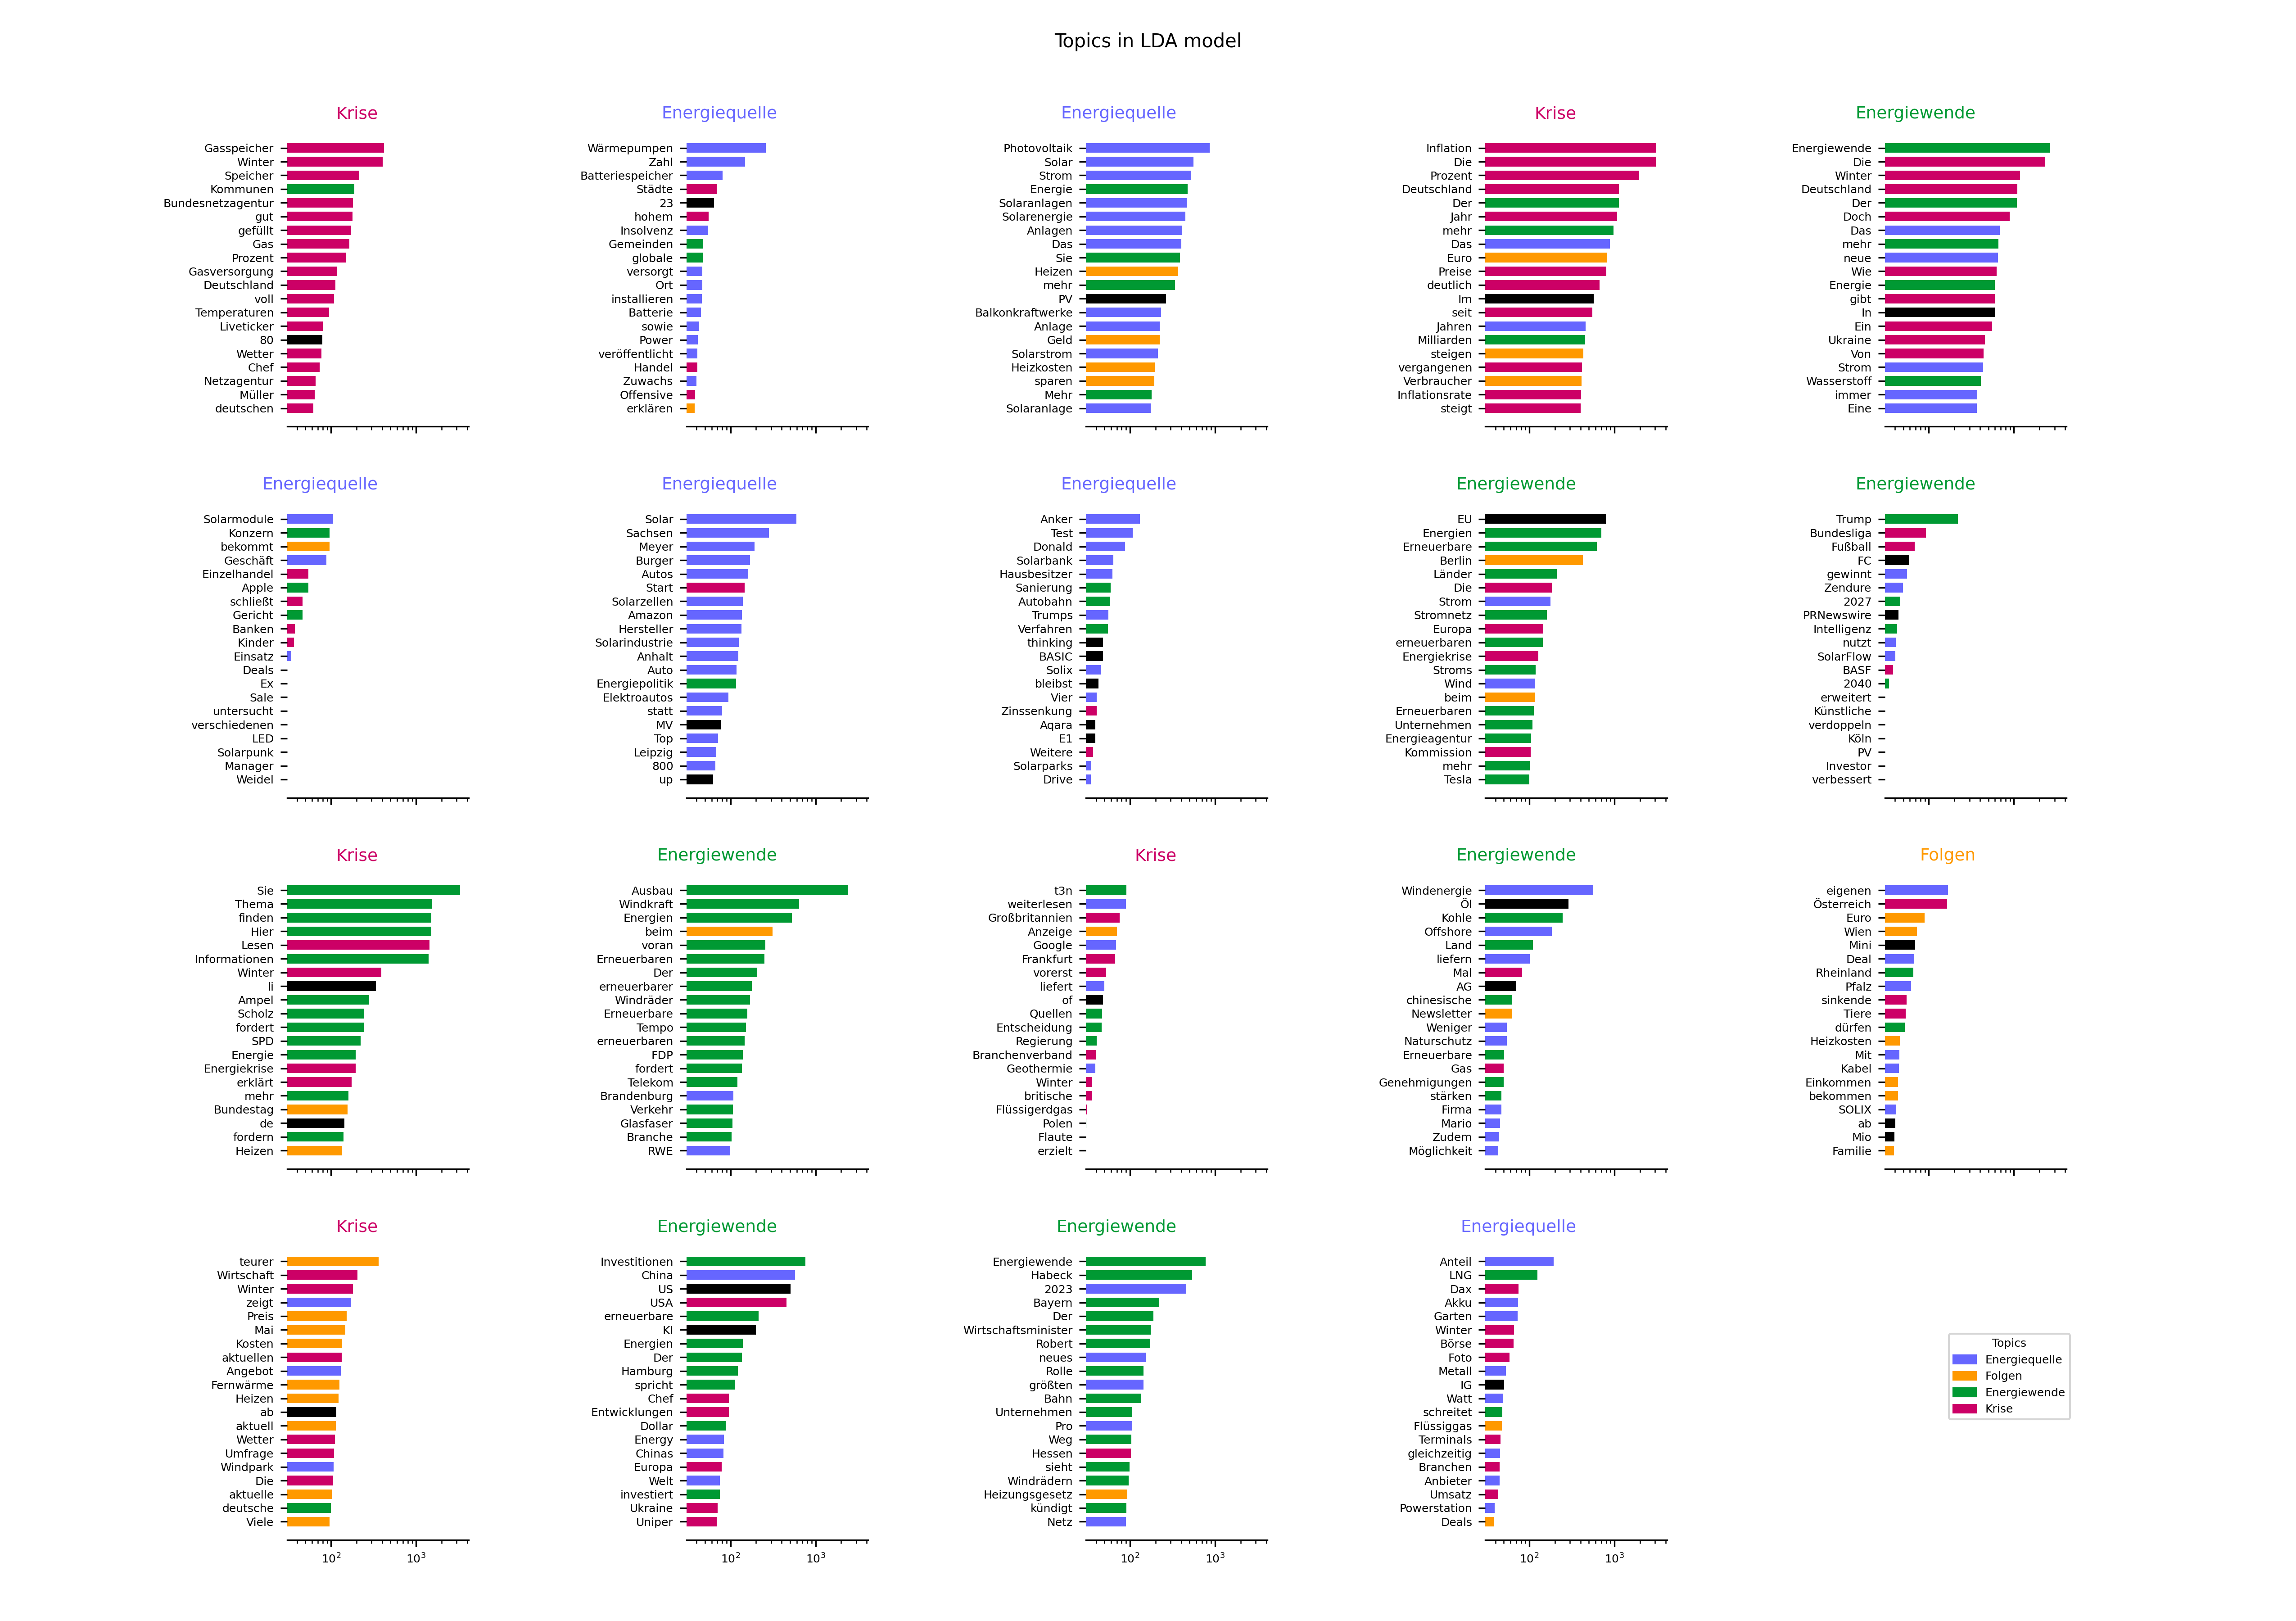 Topics in LDA model
Krise
Gasspeicher
Winter
Speicher
Kommunen
Bundesnetzagentur
gut
gefüllt
Gas
Prozent
Gasversorgung
Deutschland
voll
Temperaturen
Liveticker
80
Wetter
Chef
Netzagentur
Müller
deutschen
Energiequelle
Wärmepumpen
Zahl
Batteriespeicher
Städte
23
hohem
Insolvenz
Gemeinden
globale
versorgt
Ort
installieren
Batterie
sowie
Power
veröffentlicht
Handel
Zuwachs
Offensive
erklären
Energiequelle
Photovoltaik
Solar
Strom
Energie
Solaranlagen
Solarenergie
Anlagen
Das
Sie
Heizen
mehr
PV
Balkonkraftwerke
Anlage
Geld
Solarstrom
Heizkosten
sparen
Mehr
Solaranlage
Krise
Inflation
Die
Prozent
Deutschland
Der
Jahr
mehr
Das
Euro
Preise
deutlich
Im
seit
Jahren
Milliarden
steigen
vergangenen
Verbraucher
Inflationsrate
steigt
Energiewende
Energiewende
Die
Winter
Deutschland
Der
Doch
Das
mehr
neue
Wie
Energie
gibt
In
Ein
Ukraine
Von
Strom
Wasserstoff
immer
Eine
Energiequelle
Solarmodule
Konzern
bekommt
Geschäft
Einzelhandel
Apple
schließt
Gericht
Banken
Kinder
Einsatz
Deals
Ex
Sale
untersucht
verschiedenen
LED
Solarpunk
Manager
Weidel
Energiequelle
Solar
Sachsen
Meyer
Burger
Autos
Start
Solarzellen
Amazon
Hersteller
Solarindustrie
Anhalt
Auto
Energiepolitik
Elektroautos
statt
MV
Top
Leipzig
800
up
Energiequelle
Anker
Test
Donald
Solarbank
Hausbesitzer
Sanierung
Autobahn
Trumps
Verfahren
thinking
BASIC
Solix
bleibst
Vier
Zinssenkung
Aqara
E1
Weitere
Solarparks
Drive
Energiewende
EU
Energien
Erneuerbare
Berlin
Länder
Die
Strom
Stromnetz
Europa
erneuerbaren
Energiekrise
Stroms
Wind
beim
Erneuerbaren
Unternehmen
Energieagentur
Kommission
mehr
Tesla
Energiewende
Trump
Bundesliga
Fußball
FC
gewinnt
Zendure
2027
PRNewswire
Intelligenz
nutzt
SolarFlow
BASF
2040
erweitert
Künstliche
verdoppeln
Köln
PV
Investor
verbessert
Krise
Sie
Thema
finden
Hier
Lesen
Informationen
Winter
li
Ampel
Scholz
fordert
SPD
Energie
Energiekrise
erklärt
mehr
Bundestag
de
fordern
Heizen
Energiewende
Ausbau
Windkraft
Energien
beim
voran
Erneuerbaren
Der
erneuerbarer
Windräder
Erneuerbare
Tempo
erneuerbaren
FDP
fordert
Telekom
Brandenburg
Verkehr
Glasfaser
Branche
RWE
Krise
t3n
weiterlesen
Großbritannien
Anzeige
Google
Frankfurt
vorerst
liefert
of
Quellen
Entscheidung
Regierung
Branchenverband
Geothermie
Winter
britische
Flüssigerdgas
Polen
Flaute
erzielt
Energiewende
Windenergie
Öl
Kohle
Offshore
Land
liefern
Mal
AG
chinesische
Newsletter
Weniger
Naturschutz
Erneuerbare
Gas
Genehmigungen
stärken
Firma
Mario
Zudem
Möglichkeit
Folgen
eigenen
Österreich
Euro
Wien
Mini
Deal
Rheinland
Pfalz
sinkende
Tiere
dürfen
Heizkosten
Mit
Kabel
Einkommen
bekommen
SOLIX
ab
Mio
Familie
Krise
teurer
Wirtschaft
Winter
zeigt
Preis
Mai
Kosten
aktuellen
Angebot
Fernwärme
Heizen
ab
aktuell
Wetter
Umfrage
Windpark
Die
aktuelle
deutsche
Viele
10² 10³
Energiewende
Investitionen
China
US
USA
erneuerbare
KI
Energien
Der
Hamburg
spricht
Chef
Entwicklungen
Dollar
Energy
Chinas
Europa
Welt
investiert
Ukraine
Uniper
10² 10³
Energiewende
Energiewende
Habeck
2023
Bayern
Der
Wirtschaftsminister
Robert
neues
Rolle
größten
Bahn
Unternehmen
Pro
Weg
Hessen
sieht
Windrädern
Heizungsgesetz
kündigt
Netz
10² 10³
Energiequelle
Anteil
LNG
Dax
Akku
Garten
Winter
Börse
Foto
Metall
IG
Watt
schreitet
Flüssiggas
Terminals
gleichzeitig
Branchen
Anbieter
Umsatz
Powerstation
Deals
10² 10³
Topics
Energiequelle
Folgen
Energiewende
Krise